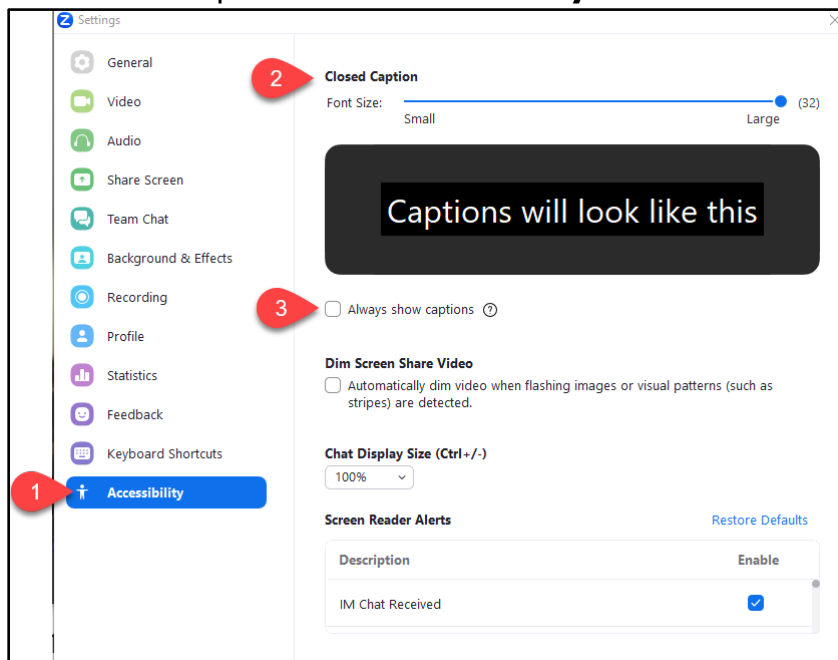 Settings
General
Video
Audio
Share Screen
Team Chat
Background & Effects
Recording
Profile
Statistics
Feedback
Keyboard Shortcuts
1
Accessibility
2
Closed Caption
Font Size:
(32)
Small
Large
Captions will look like this
3
Always show captions
Dim Screen Share Video
Automatically dim video when flashing images or visual patterns (such as
stripes) are detected.
Chat Display Size (Ctrl+/-)
100%
Screen Reader Alerts
Restore Defaults
Description
Enable
IM Chat Received